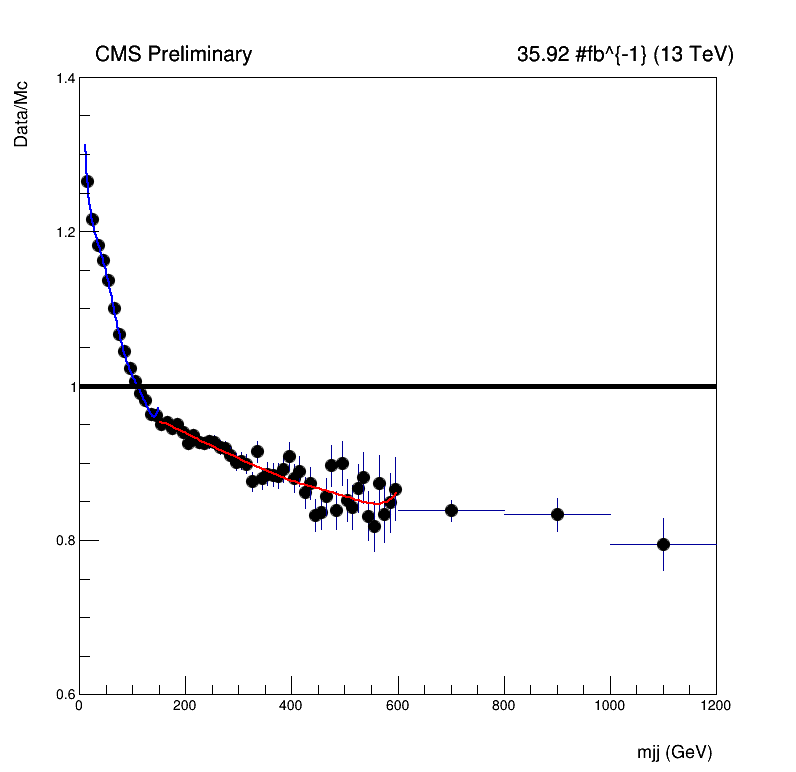 CMS Preliminary
35.92 #fb^{-1} (13 TeV)
Data/Mc
1.4
1.2
1
0.8
0.6
0 200 400 600 800 1000 1200
mjj (GeV)